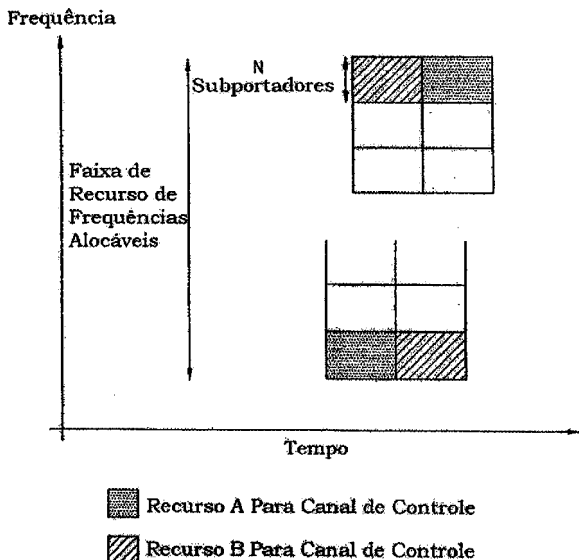 Frequência
N
Subportadores
Faixa de
Recurso de
Frequências
Alocáveis
Tempo
Recurso A Para Canal de Controle
Recurso B Para Canal de Controle